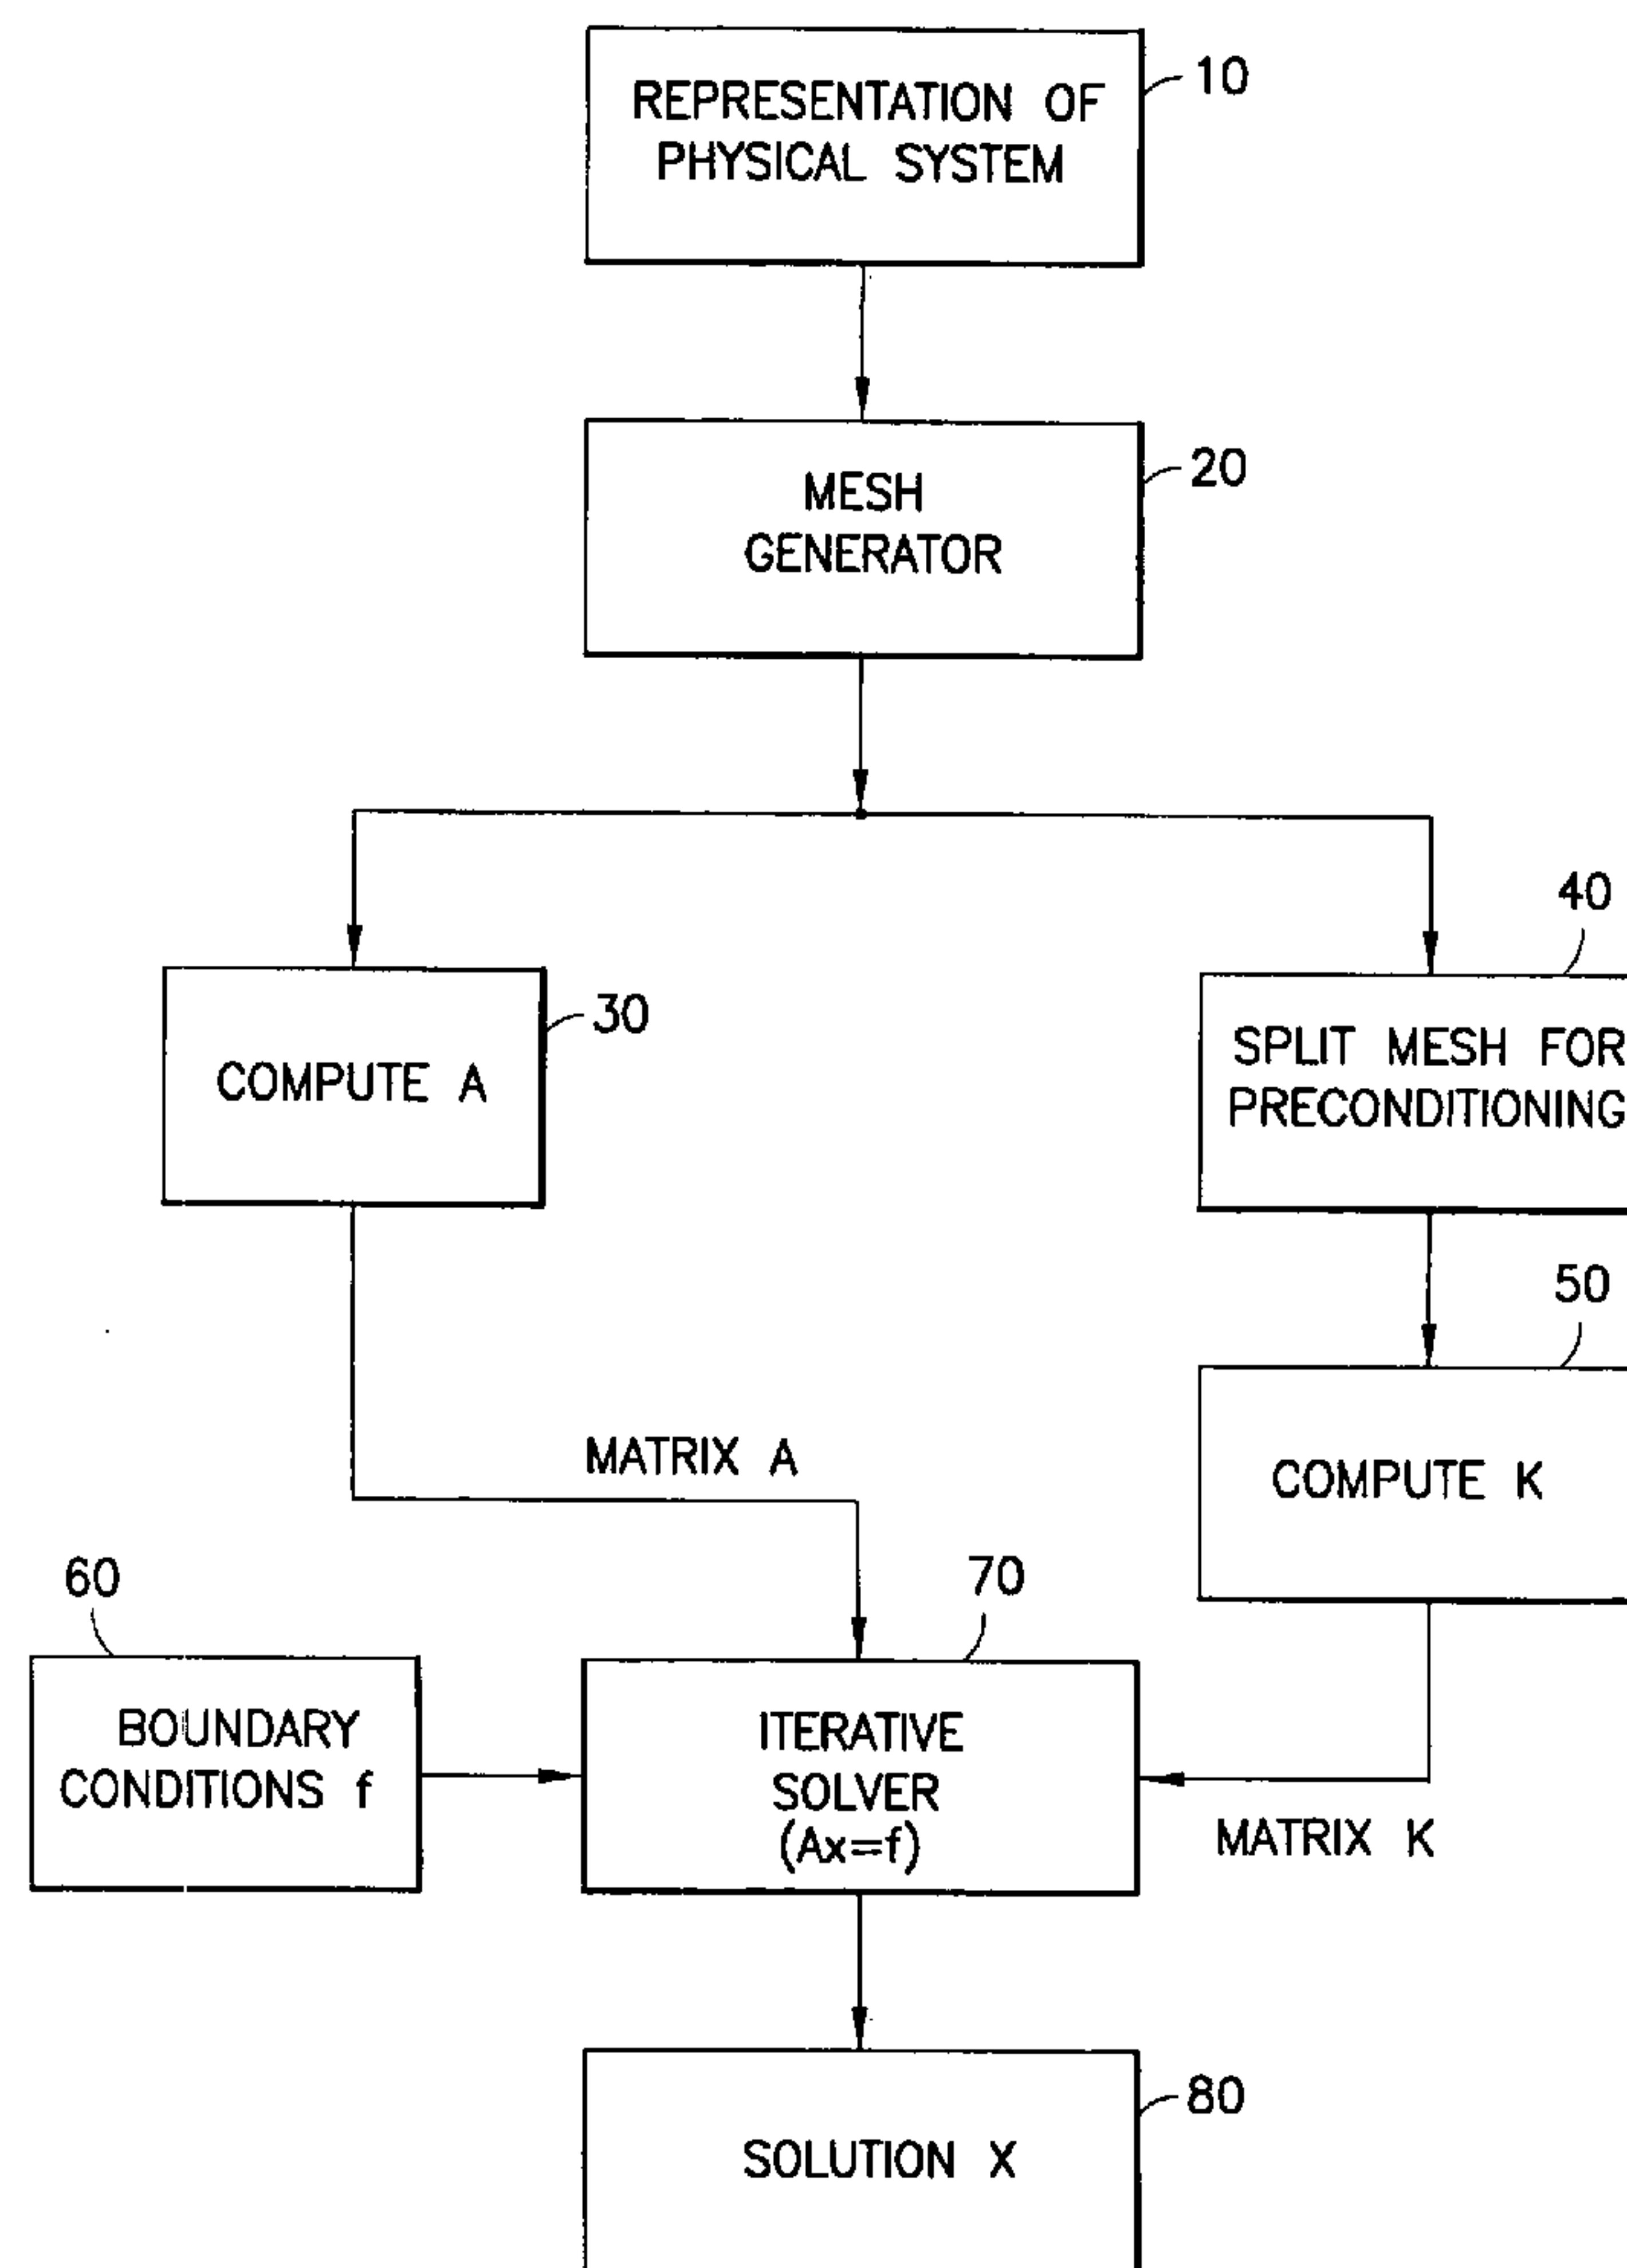 REPRESENTATION OF
PHYSICAL SYSTEM
10
MESH
GENERATOR
20
COMPUTE A
30
40
SPLIT MESH FOR
PRECONDITIONING
50
COMPUTE K
MATRIX A
60
BOUNDARY
CONDITIONS f
70
ITERATIVE
SOLVER
(Ax=f)
MATRIX K
SOLUTION X
80